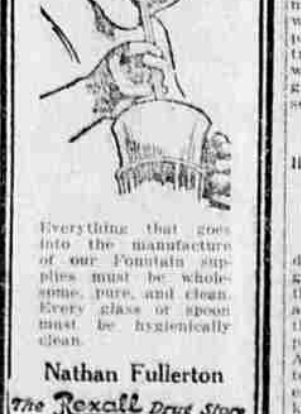 Everything that goes
into the manufacture
of our Fountain sup-
plies must be whole-
some, pure, and clean.
Every glass or spoon
must be hygienically
clean.
Nathan Fullerton
The Rexall Drug Store